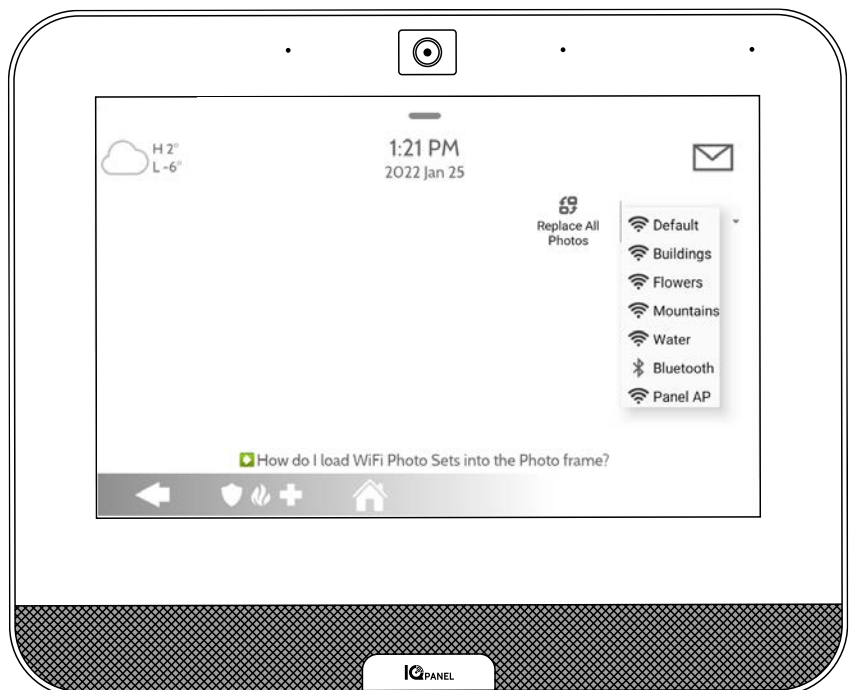 H 2°
L -6°
1:21 PM
2022 Jan 25
Replace All
Photos
Default
Buildings
Flowers
Mountains
Water
Bluetooth
Panel AP
How do I load WiFi Photo Sets into the Photo frame?
IQ PANEL